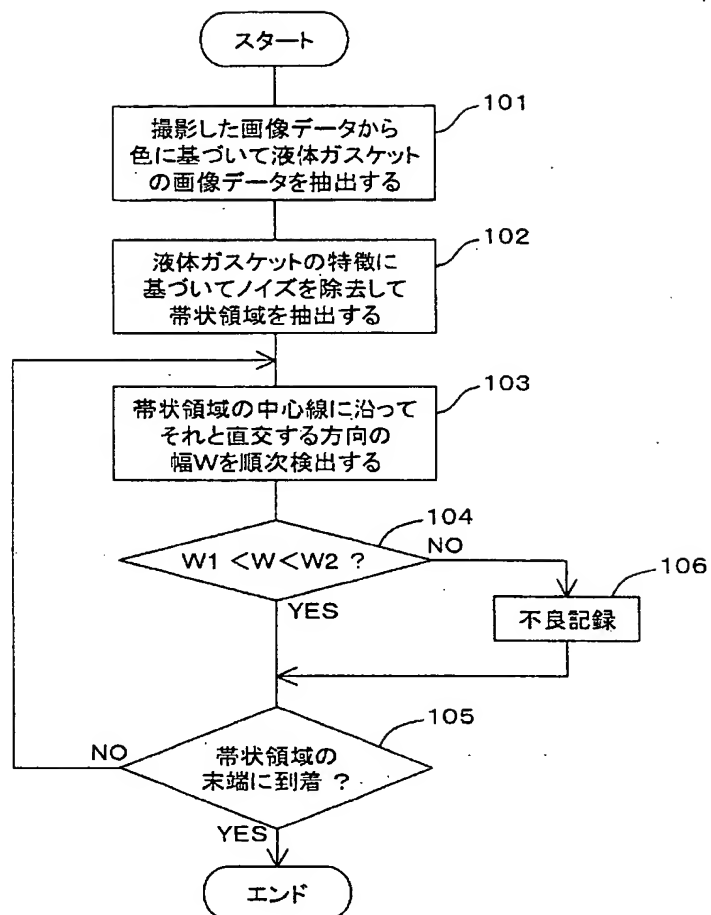 スタート
101
撮影した画像データから
色に基づいて液体ガスケット
の画像データを抽出する
102
液体ガスケットの特徴に
基づいてノイズを除去して
帯状領域を抽出する
103
帯状領域の中心線に沿って
それと直交する方向の
幅Wを順次検出する
104
W1 <W<W2 ?
NO
YES
106
不良記録
105
帯状領域の
末端に到着 ?
NO
YES
エンド